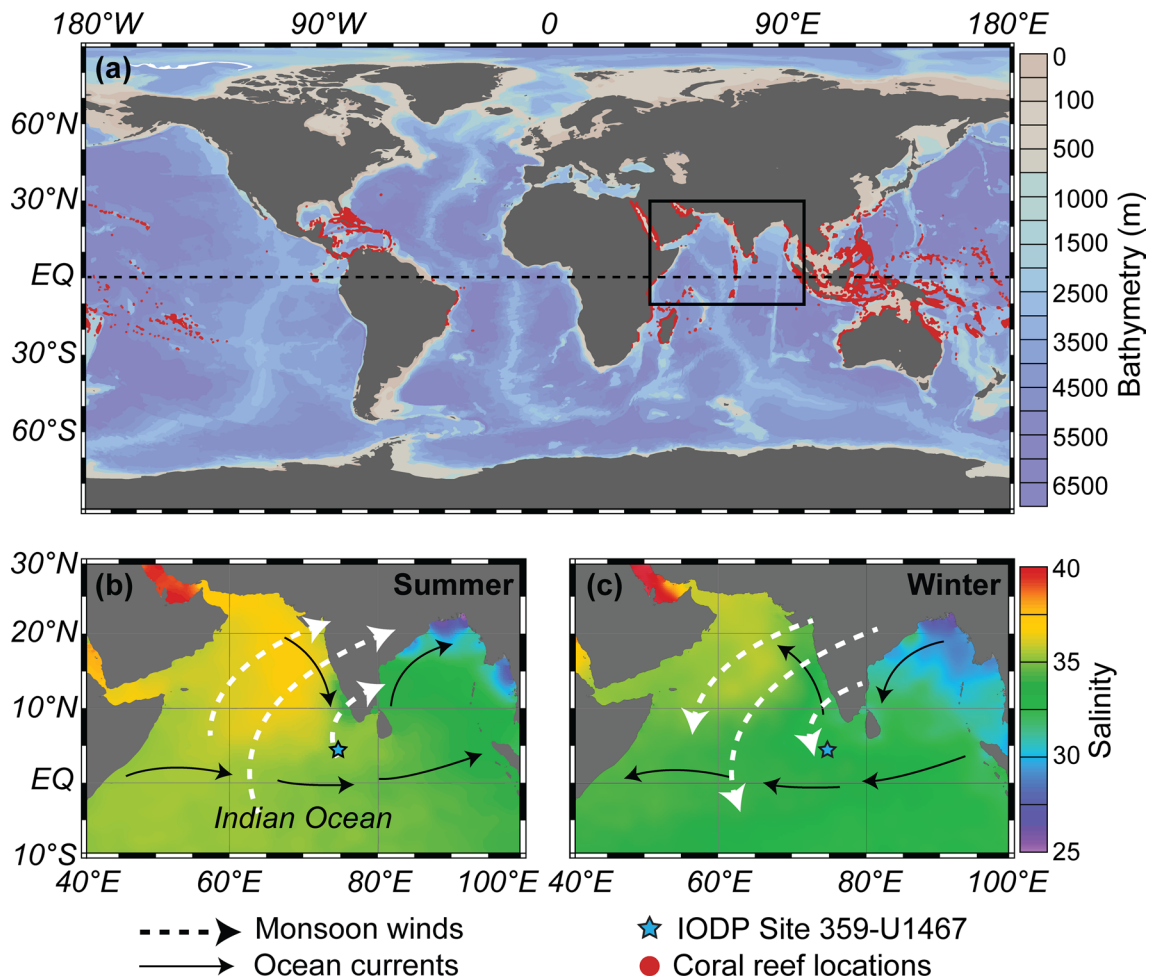 180°W 90°W 0 90°E 180°E
(a)
60°N
30°N
EQ
30°S
60°S
0
100
500
1000
1500
2500
3500
4500
5500
6500
Bathymetry (m)
30°N
20°N
10°N
EQ
10°S
(b) Summer
Indian Ocean
40°E 60°E 80°E 100°E
(c) Winter
40°E 60°E 80°E 100°E
40
35
30
25
Salinity
Monsoon winds
Ocean currents
IODP Site 359-U1467
Coral reef locations